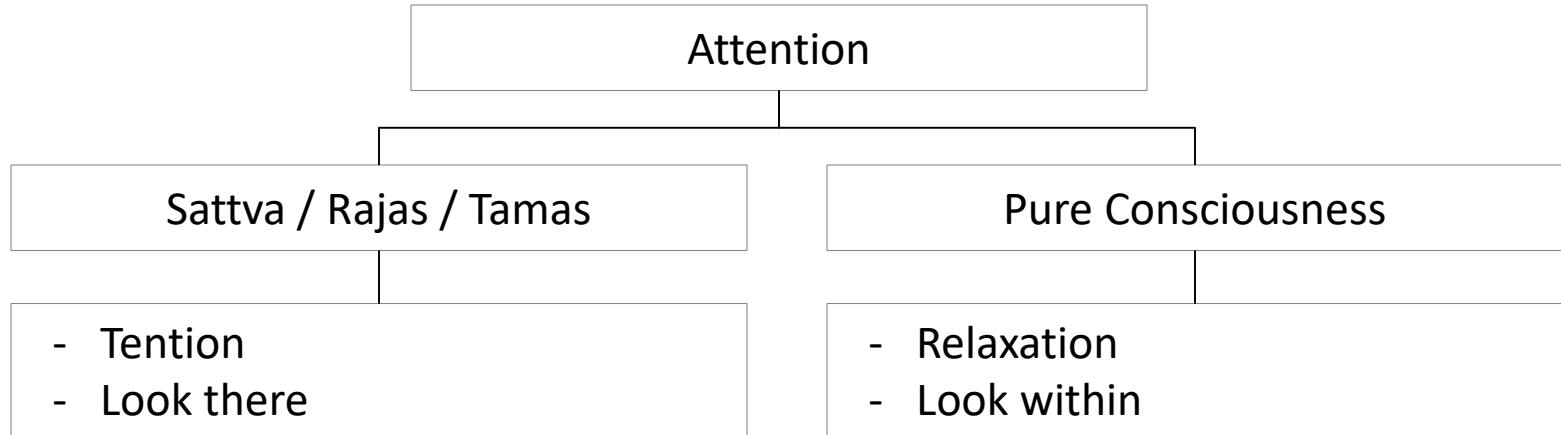 Attention
Sattva / Rajas / Tamas
Pure Consciousness
- Tention
- Look there
- Relaxation
- Look within